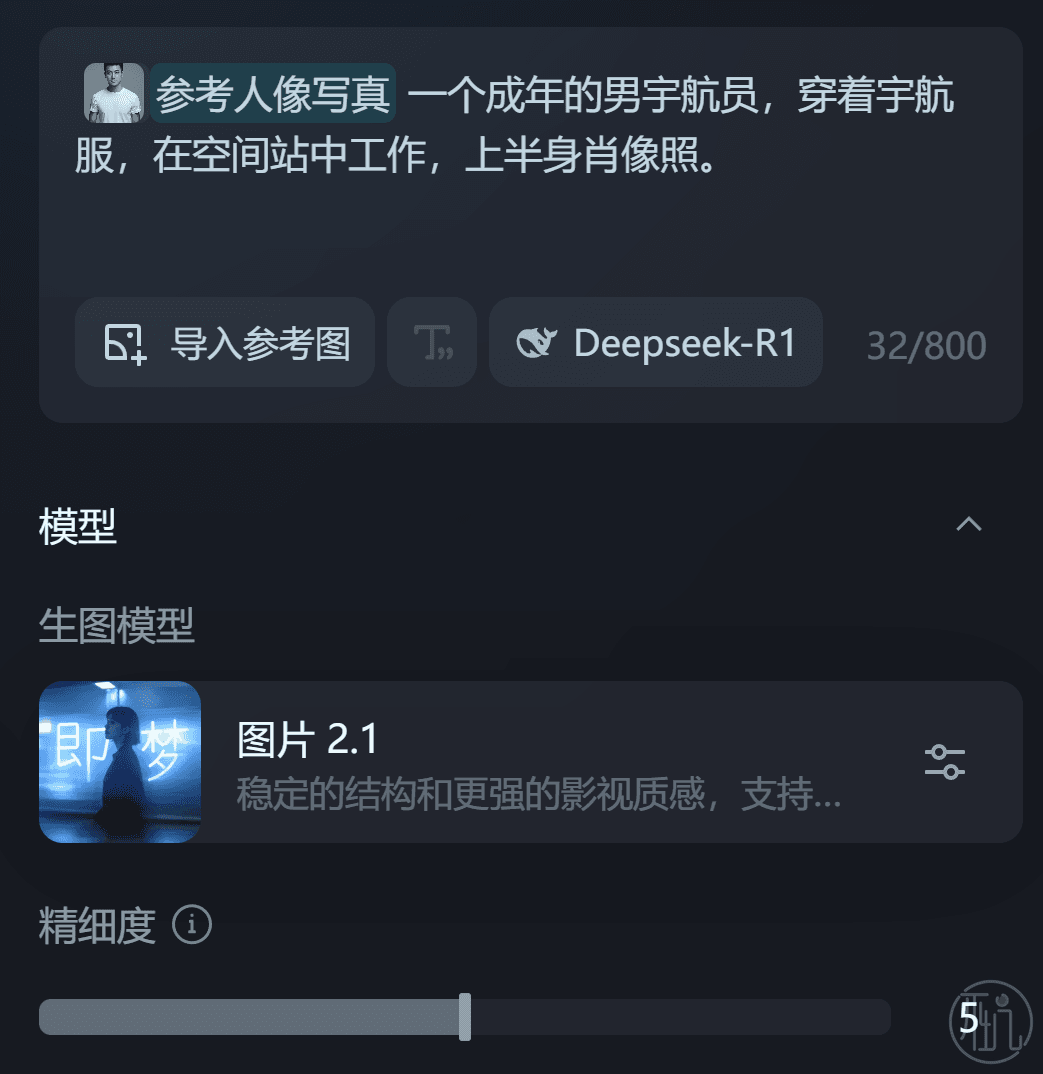 参考人像写真 一个成年的男宇航员，穿着宇航
服，在空间站中工作，上半身肖像照。
导入参考图 T,, Deepseek-R1 32/800
模型
生图模型
即梦
图片 2.1
稳定的结构和更强的影视质感，支持...
精细度
5